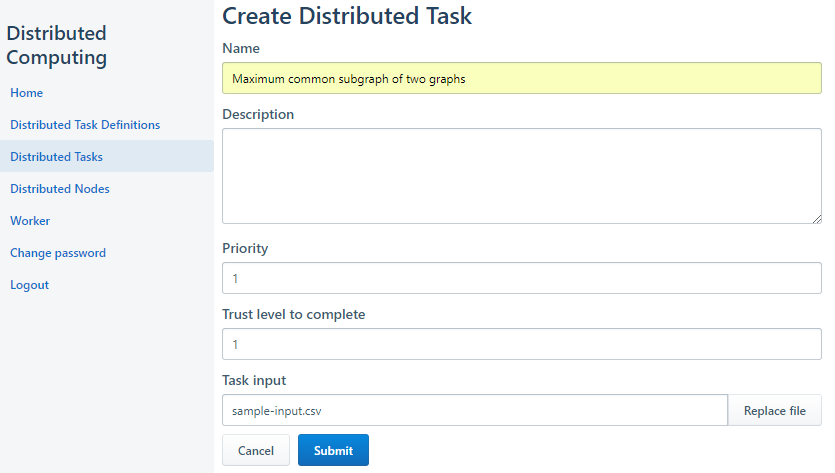 Distributed
Computing
Home
Distributed Task Definitions
Distributed Tasks
Distributed Nodes
Worker
Change password
Logout
Create Distributed Task
Name
Maximum common subgraph of two graphs
Description
Priority
1
Trust level to complete
1
Task input
sample-input.csv
Replace file
Cancel
Submit